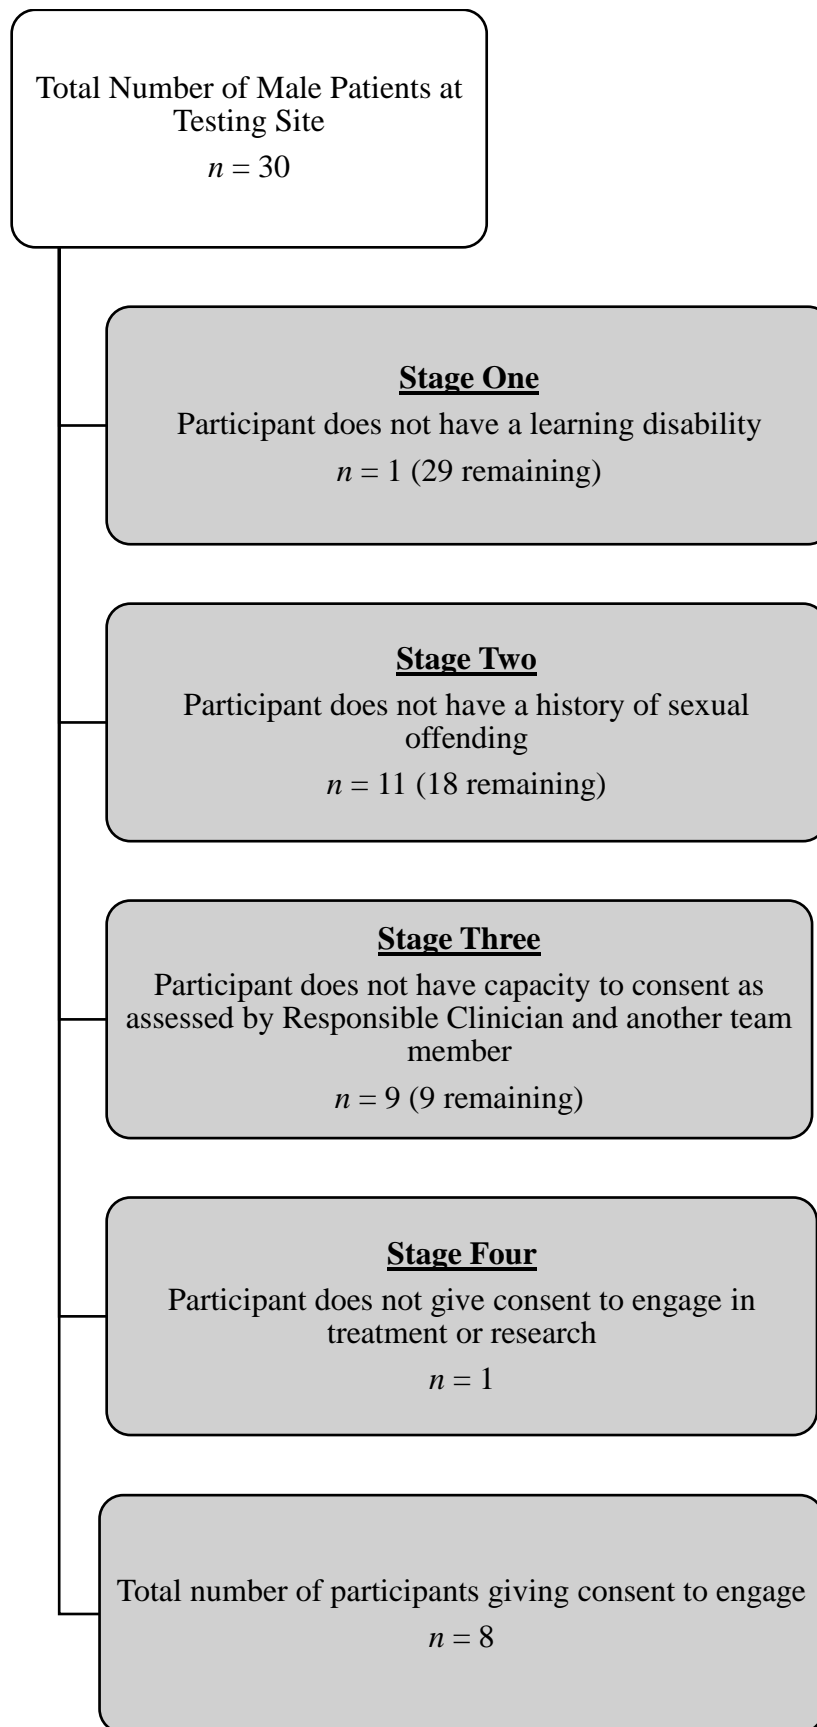 Total Number of Male Patients at
Testing Site
n = 30
Stage One
Participant does not have a learning disability
n = 1 (29 remaining)
Stage Two
Participant does not have a history of sexual
offending
n = 11 (18 remaining)
Stage Three
Participant does not have capacity to consent as
assessed by Responsible Clinician and another team
member
n = 9 (9 remaining)
Stage Four
Participant does not give consent to engage in
treatment or research
n = 1
Total number of participants giving consent to engage
n = 8